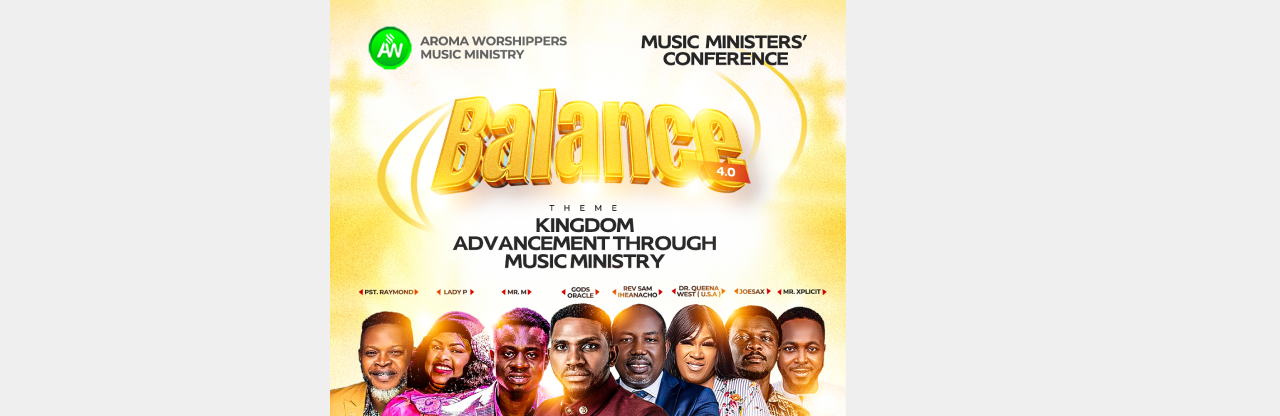 AW
AROMA WORSHIPPERS
MUSIC MINISTRY
MUSIC MINISTERS'
CONFERENCE
Balance
4.0
THEME
KINGDOM
ADVANCEMENT THROUGH
MUSIC MINISTRY
PST. RAYMOND
LADY P
MR. M
GODS
ORACLE
REV SAM
IHEANACHO
DR. QUEENA
WEST ( U.S.A )
JOESAX
MR. XPLICIT